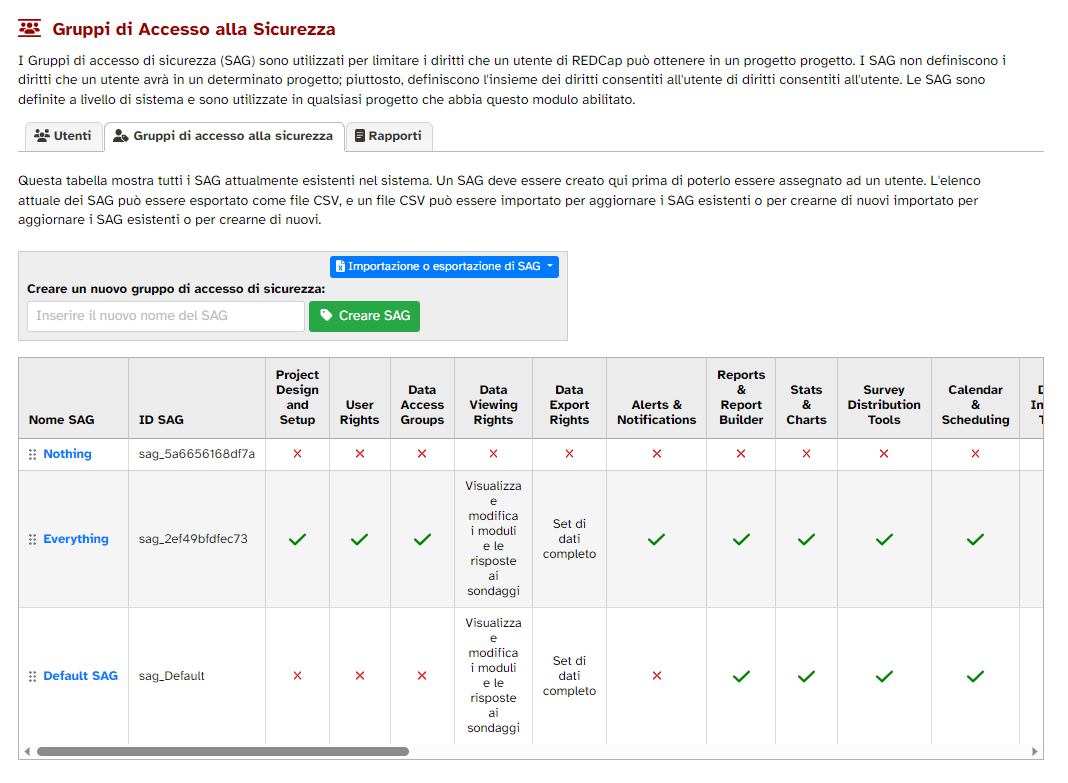 Gruppi di Accesso alla Sicurezza
I Gruppi di accesso di sicurezza (SAG) sono utilizzati per limitare i diritti che un utente di REDCap può ottenere in un progetto progetto. I SAG non definiscono i
diritti che un utente avrà in un determinato progetto; piuttosto, definiscono l'insieme dei diritti consentiti all'utente di diritti consentiti all'utente. Le SAG sono
definite a livello di sistema e sono utilizzate in qualsiasi progetto che abbia questo modulo abilitato.
Utenti Gruppi di accesso alla sicurezza Rapporti
Questa tabella mostra tutti i SAG attualmente esistenti nel sistema. Un SAG deve essere creato qui prima di poterlo essere assegnato ad un utente. L'elenco
attuale dei SAG può essere esportato come file CSV, e un file CSV può essere importato per aggiornare i SAG esistenti o per crearne di nuovi importato per
aggiornare i SAG esistenti o per crearne di nuovi.
Importazione o esportazione di SAG
Creare un nuovo gruppo di accesso di sicurezza:
Inserire il nuovo nome del SAG Creare SAG
Nome SAG
ID SAG
Project
Design
and
Setup
User
Rights
Data
Access
Groups
Data
Viewing
Rights
Data
Export
Rights
Alerts &
Notifications
Reports
&
Report
Builder
Stats
&
Charts
Survey
Distribution
Tools
Calendar
&
Scheduling
Nothing sag_5a6656168df7a
Everything sag_2ef49bfdfec73
Visualizza
e
modifica
i moduli
e le
risposte
ai
sondaggi
Set di
dati
completo
Default SAG sag_Default
Visualizza
e
modifica
i moduli
e le
risposte
ai
sondaggi
Set di
dati
completo